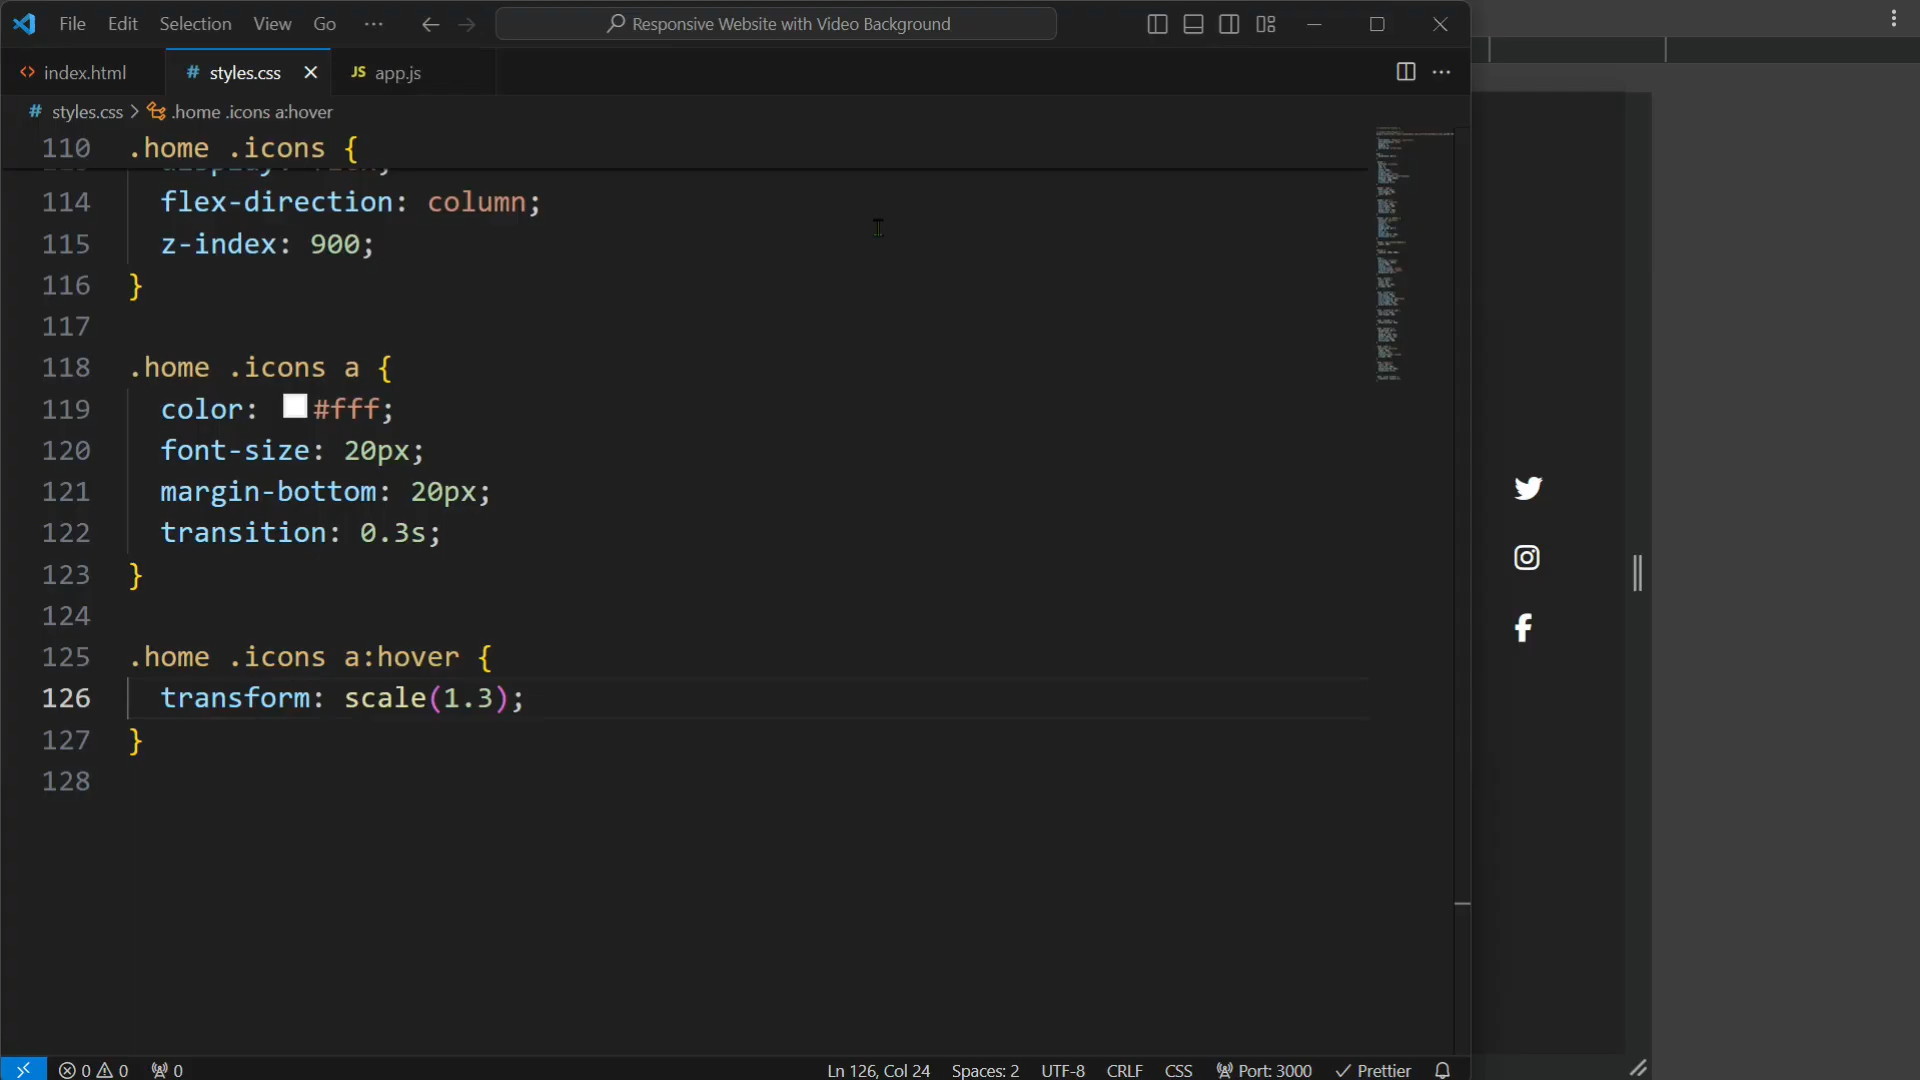 File Edit Selection View Go ··· Responsive Website with Video Background
index.html # styles.css JS app.js
# styles.css > .home .icons a:hover
110 .home .icons {
114 flex-direction: column;
115 z-index: 900;
116 }
117
118 .home .icons a {
119 color: #fff;
120 font-size: 20px;
121 margin-bottom: 20px;
122 transition: 0.3s;
123 }
124
125 .home .icons a:hover {
126 transform: scale(1.3);
127 }
128
0 0 0 Ln 126, Col 24 Spaces: 2 UTF-8 CRLF CSS Port: 3000 Prettier